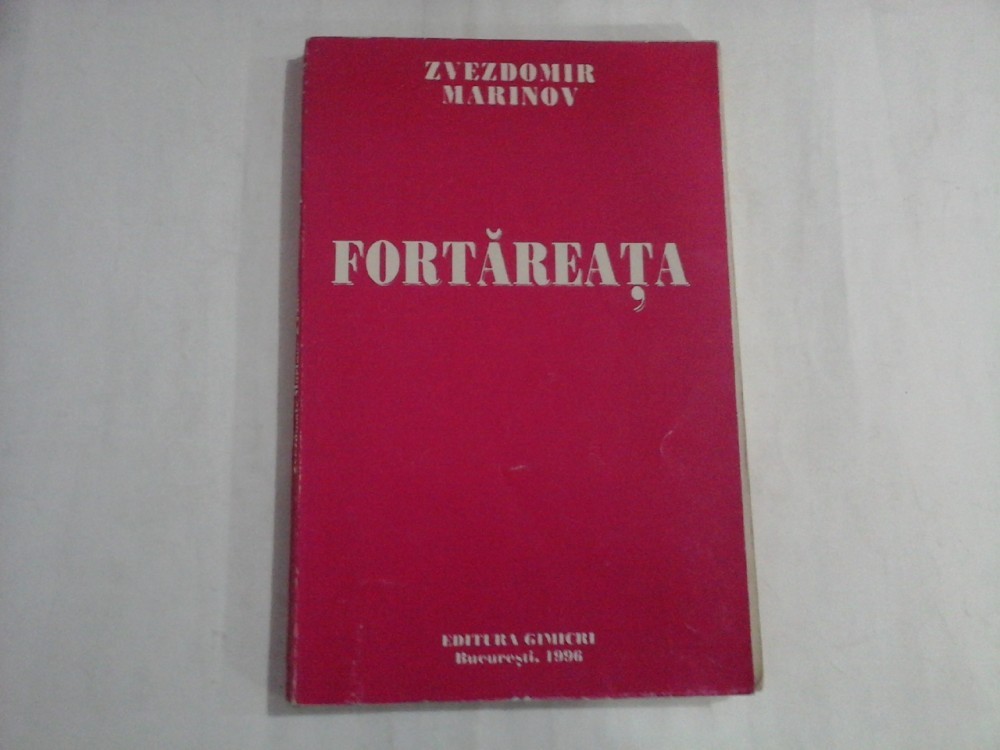 ZVEZDOMIR
MARINOV
FORTĂREAȚA
EDITURA GIMICRI
București, 1996